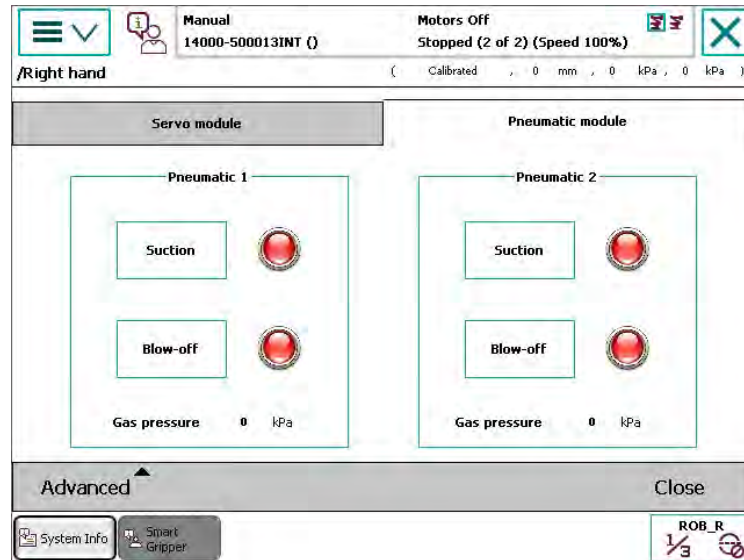 Manual
14000-500013INT ()
Motors Off
Stopped (2 of 2) (Speed 100%)
/Right hand
( Calibrated , 0 mm , 0 kPa , 0 kPa )
Servo module
Pneumatic module
Pneumatic 1
Pneumatic 2
Suction
Suction
Blow-off
Blow-off
Gas pressure 0 kPa
Gas pressure 0 kPa
Advanced
Close
System Info
Smart
Gripper
ROB_R
1/3